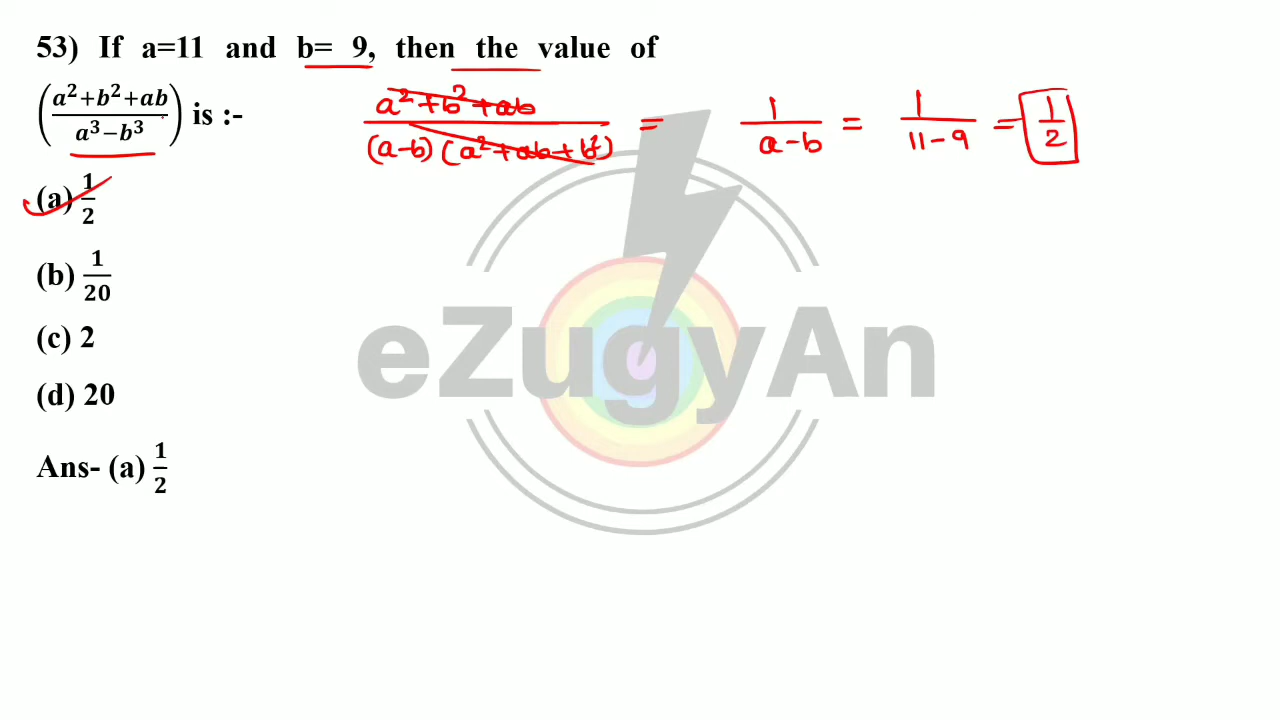 53) If a=11 and b= 9, then the value of
(a²+b²+ab / a³−b³) is :-
a²+b²+ab / (a-b)(a²+ab+b²) = 1 / a-b = 1 / 11-9 = 1/2
(a) 1/2
(b) 1/20
(c) 2
(d) 20
Ans- (a) 1/2
eZugyAn